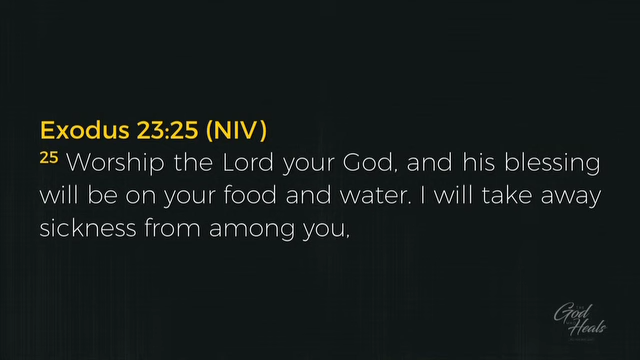 Exodus 23:25 (NIV)
25 Worship the Lord your God, and his blessing
will be on your food and water. I will take away
sickness from among you,
God
Heals